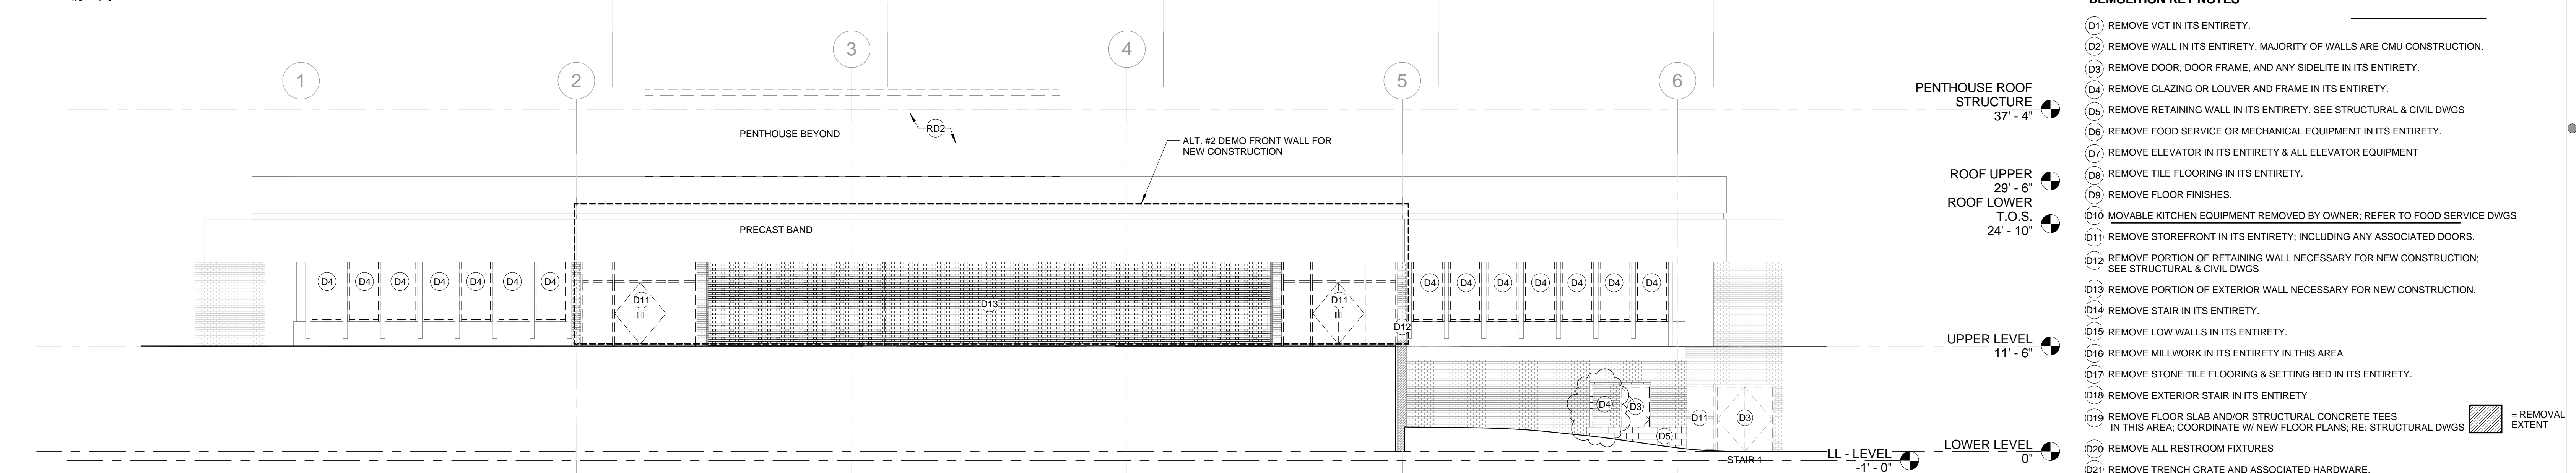 1
2
3
4
5
6
PENTHOUSE BEYOND
RD2
ALT. #2 DEMO FRONT WALL FOR
NEW CONSTRUCTION
PRECAST BAND
PENTHOUSE ROOF
STRUCTURE
37' - 4"
ROOF UPPER
29' - 6"
ROOF LOWER
T.O.S.
24' - 10"
D4 D4 D4 D4 D4 D4 D4
D11
D13
D11
D12
D4 D4 D4 D4 D4 D4 D4
UPPER LEVEL
11' - 6"
D4
D3
D5
D11
D3
STAIR 1
LL - LEVEL
-1' - 0"
LOWER LEVEL
0"
DEMOLITION KEY NOTES
D1 REMOVE VCT IN ITS ENTIRETY.
D2 REMOVE WALL IN ITS ENTIRETY. MAJORITY OF WALLS ARE CMU CONSTRUCTION.
D3 REMOVE DOOR, DOOR FRAME, AND ANY SIDELITE IN ITS ENTIRETY.
D4 REMOVE GLAZING OR LOUVER AND FRAME IN ITS ENTIRETY.
D5 REMOVE RETAINING WALL IN ITS ENTIRETY. SEE STRUCTURAL & CIVIL DWGS
D6 REMOVE FOOD SERVICE OR MECHANICAL EQUIPMENT IN ITS ENTIRETY.
D7 REMOVE ELEVATOR IN ITS ENTIRETY & ALL ELEVATOR EQUIPMENT
D8 REMOVE TILE FLOORING IN ITS ENTIRETY.
D9 REMOVE FLOOR FINISHES.
D10 MOVABLE KITCHEN EQUIPMENT REMOVED BY OWNER; REFER TO FOOD SERVICE DWGS
D11 REMOVE STOREFRONT IN ITS ENTIRETY; INCLUDING ANY ASSOCIATED DOORS.
D12 REMOVE PORTION OF RETAINING WALL NECESSARY FOR NEW CONSTRUCTION;
SEE STRUCTURAL & CIVIL DWGS
D13 REMOVE PORTION OF EXTERIOR WALL NECESSARY FOR NEW CONSTRUCTION.
D14 REMOVE STAIR IN ITS ENTIRETY.
D15 REMOVE LOW WALLS IN ITS ENTIRETY.
D16 REMOVE MILLWORK IN ITS ENTIRETY IN THIS AREA
D17 REMOVE STONE TILE FLOORING & SETTING BED IN ITS ENTIRETY.
D18 REMOVE EXTERIOR STAIR IN ITS ENTIRETY
D19 REMOVE FLOOR SLAB AND/OR STRUCTURAL CONCRETE TEES
IN THIS AREA; COORDINATE W/ NEW FLOOR PLANS; RE: STRUCTURAL DWGS
= REMOVAL
EXTENT
D20 REMOVE ALL RESTROOM FIXTURES
D21 REMOVE TRENCH GRATE AND ASSOCIATED HARDWARE.